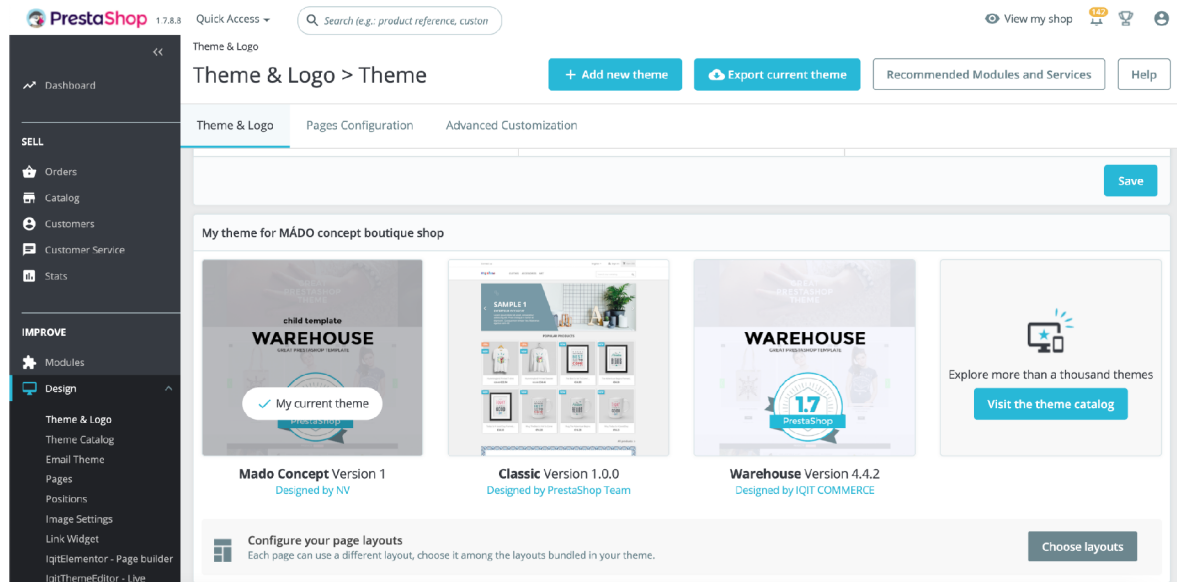 PrestaShop 1.7.8.8 Quick Access Search (e.g.: product reference, custon View my shop 142
Theme & Logo
Theme & Logo > Theme
+ Add new theme
Export current theme
Recommended Modules and Services
Help
Theme & Logo
Pages Configuration
Advanced Customization
Dashboard
SELL
Orders
Catalog
Customers
Customer Service
Stats
IMPROVE
Modules
Design
Theme & Logo
Theme Catalog
Email Theme
Pages
Positions
Image Settings
Link Widget
IqitElementor - Page builder
IqitThemeEditor - Live
Save
My theme for MÁDO concept boutique shop
child template
WAREHOUSE
GREAT PRESTASHOP TEMPLATE
My current theme
PrestaShop
Mado Concept Version 1
Designed by NV
SAMPLE 1
POPULAR PRODUCTS
Classic Version 1.0.0
Designed by PrestaShop Team
WAREHOUSE
GREAT PRESTASHOP TEMPLATE
1.7
PrestaShop
Warehouse Version 4.4.2
Designed by IQIT COMMERCE
Explore more than a thousand themes
Visit the theme catalog
Configure your page layouts
Each page can use a different layout, choose it among the layouts bundled in your theme.
Choose layouts